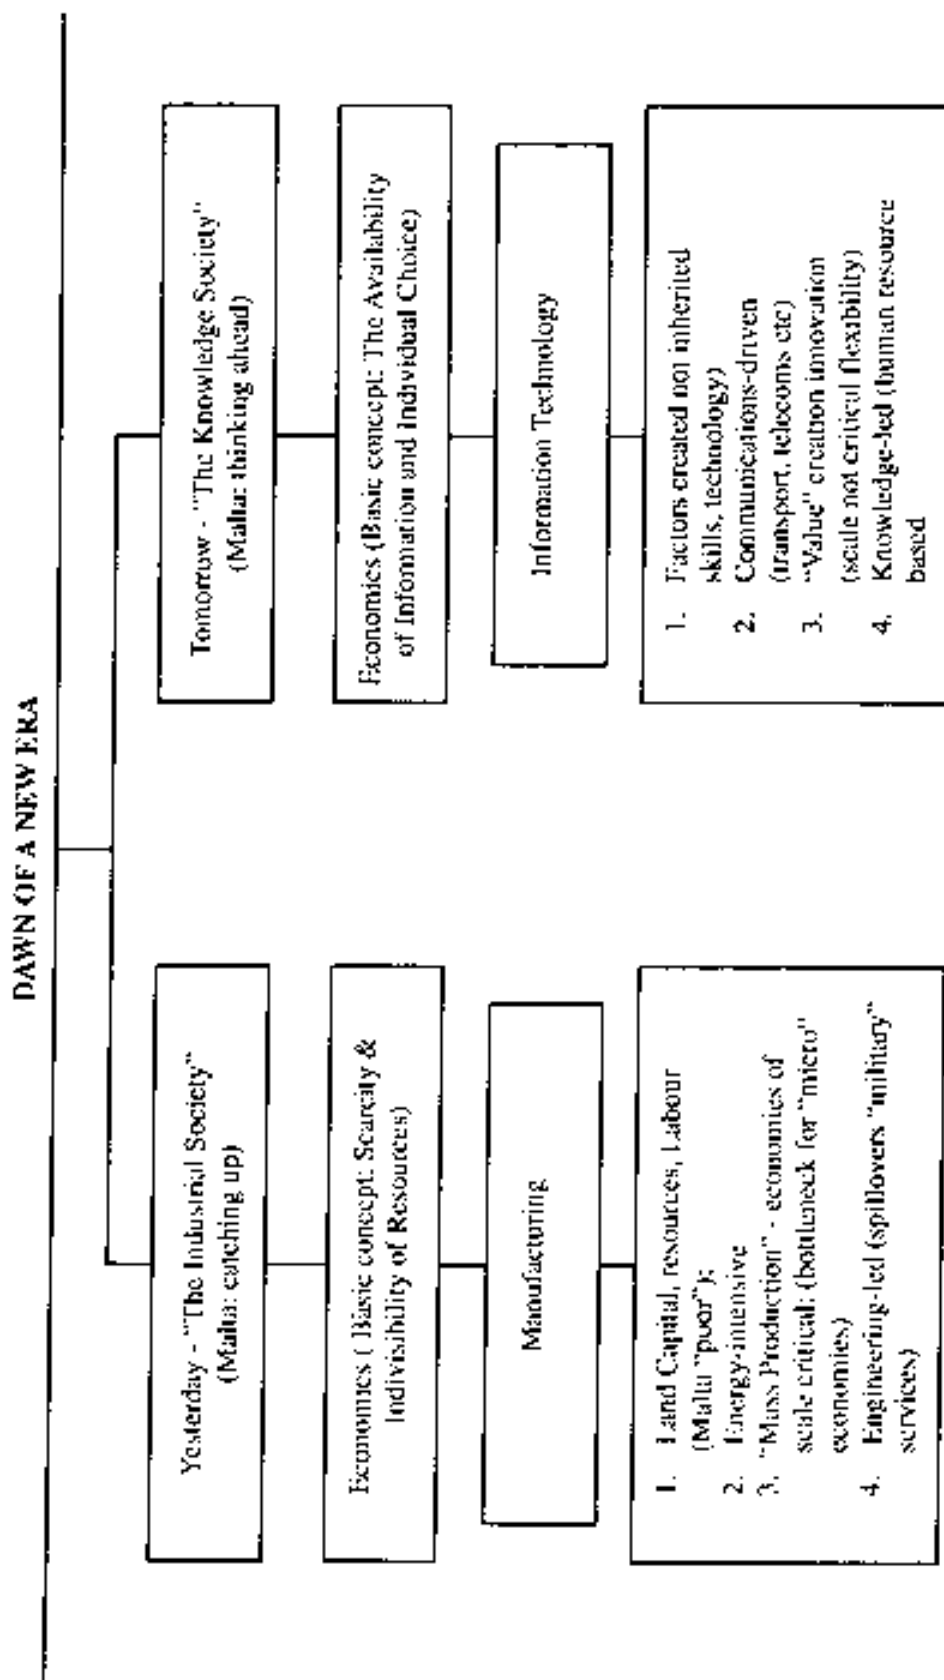 DAWN OF A NEW ERA
Yesterday - "The Industrial Society"
(Malta: catching up)
Economics ( Basic concept: Scarcity &
Indivisibility of Resources)
Manufacturing
1. Land Capital, resources, Labour
(Malta "poor");
2. Energy-intensive
3. "Mass Production" - economies of
scale critical: (bottleneck for "micro"
economies)
4. Engineering-led (spillovers "military"
services)
Tomorrow - "The Knowledge Society"
(Malta: thinking ahead)
Economics (Basic concept: The Availability
of Information and Individual Choice)
Information Technology
1. Factors created not inherited
skills, technology)
2. Communications-driven
(transport, telecoms etc)
3. "Value" creation innovation
(scale not critical flexibility)
4. Knowledge-led (human resource
based